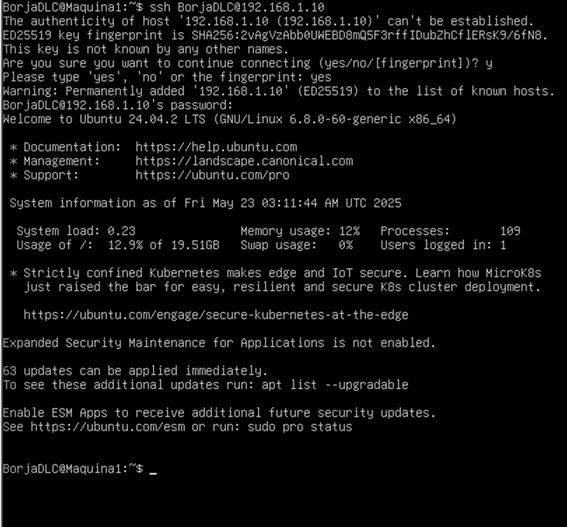 BorjaDLC@Maquina1:~$ ssh BorjaDLC@192.168.1.10
The authenticity of host '192.168.1.10 (192.168.1.10)' can't be established.
ED25519 key fingerprint is SHA256:2vAgVzAbb0UWEBD8mQ5F3rffIDubZhCflERsK9/6fN8.
This key is not known by any other names.
Are you sure you want to continue connecting (yes/no/[fingerprint])? y
Please type 'yes', 'no' or the fingerprint: yes
Warning: Permanently added '192.168.1.10' (ED25519) to the list of known hosts.
BorjaDLC@192.168.1.10's password:
Welcome to Ubuntu 24.04.2 LTS (GNU/Linux 6.8.0-60-generic x86_64)

 * Documentation:  https://help.ubuntu.com
 * Management:     https://landscape.canonical.com
 * Support:        https://ubuntu.com/pro

 System information as of Fri May 23 03:11:44 AM UTC 2025

  System load: 0.23               Memory usage: 12%   Processes:       109
  Usage of /:  12.9% of 19.51GB   Swap usage:   0%    Users logged in: 1

 * Strictly confined Kubernetes makes edge and IoT secure. Learn how MicroK8s
   just raised the bar for easy, resilient and secure K8s cluster deployment.

   https://ubuntu.com/engage/secure-kubernetes-at-the-edge

Expanded Security Maintenance for Applications is not enabled.

63 updates can be applied immediately.
To see these additional updates run: apt list --upgradable

Enable ESM Apps to receive additional future security updates.
See https://ubuntu.com/esm or run: sudo pro status

BorjaDLC@Maquina1:~$ _